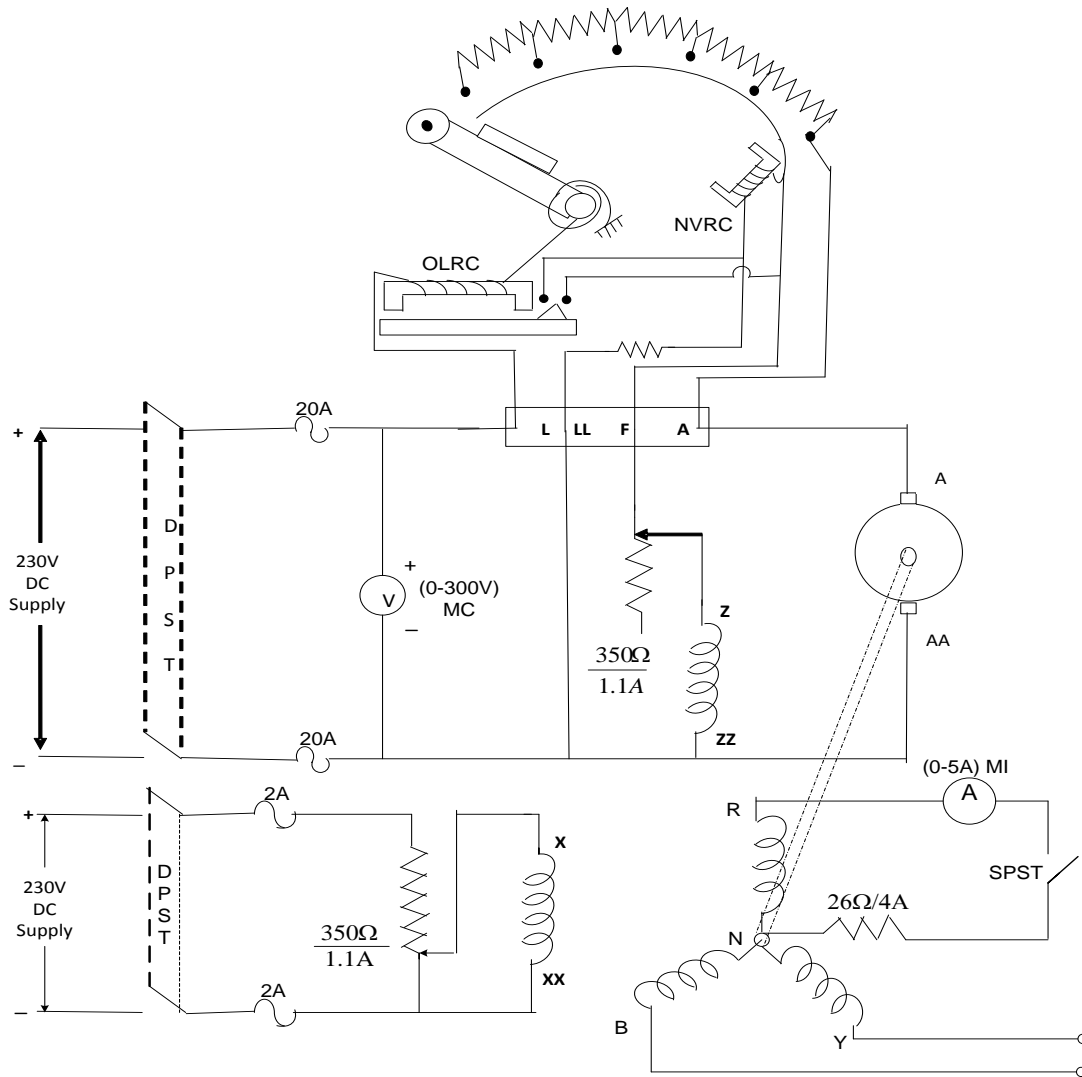 NVRC
OLRC
20A
+
L LL F A
A
D
P
S
T
230V
DC
Supply
+
V
(0-300V)
MC
–
Z
350Ω
1.1A
AA
ZZ
20A
–
(0-5A) MI
A
2A
R
+
X
SPST
D
P
S
T
230V
DC
Supply
26Ω/4A
350Ω
1.1A
N
XX
2A
–
B
Y